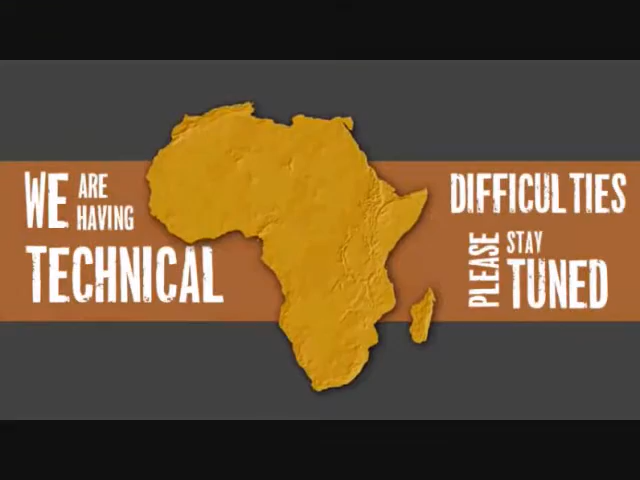 WE ARE
HAVING
TECHNICAL
DIFFICULTIES
PLEASE STAY
TUNED